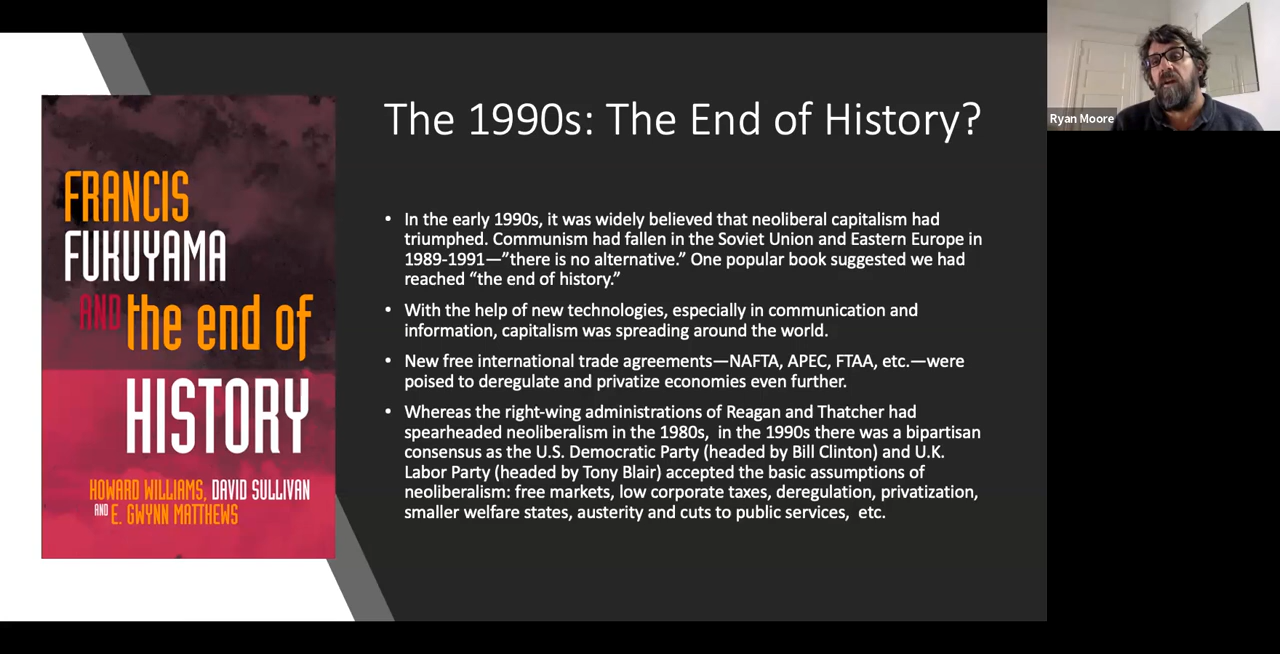 The 1990s: The End of History?
Ryan Moore
FRANCIS
FUKUYAMA
AND the end of
HISTORY
HOWARD WILLIAMS, DAVID SULLIVAN
AND E. GWYNN MATTHEWS
• In the early 1990s, it was widely believed that neoliberal capitalism had
triumphed. Communism had fallen in the Soviet Union and Eastern Europe in
1989-1991—”there is no alternative.” One popular book suggested we had
reached “the end of history.”
• With the help of new technologies, especially in communication and
information, capitalism was spreading around the world.
• New free international trade agreements—NAFTA, APEC, FTAA, etc.—were
poised to deregulate and privatize economies even further.
• Whereas the right-wing administrations of Reagan and Thatcher had
spearheaded neoliberalism in the 1980s,  in the 1990s there was a bipartisan
consensus as the U.S. Democratic Party (headed by Bill Clinton) and U.K.
Labor Party (headed by Tony Blair) accepted the basic assumptions of
neoliberalism: free markets, low corporate taxes, deregulation, privatization,
smaller welfare states, austerity and cuts to public services,  etc.